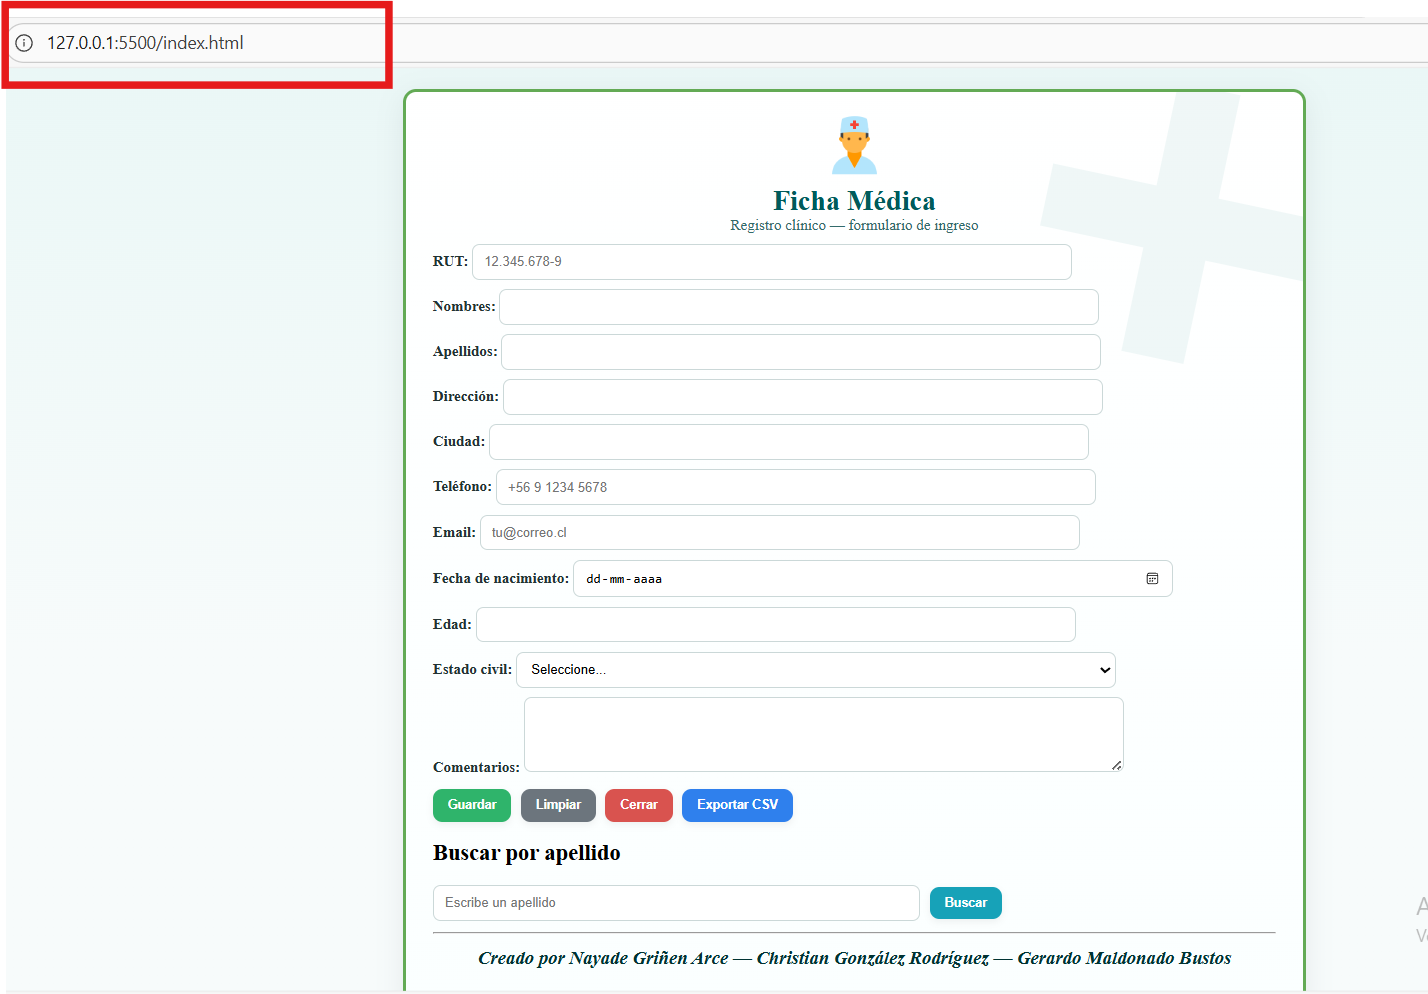 127.0.0.1:5500/index.html
Ficha Médica
Registro clínico — formulario de ingreso
RUT: 12.345.678-9
Nombres:
Apellidos:
Dirección:
Ciudad:
Teléfono: +56 9 1234 5678
Email: tu@correo.cl
Fecha de nacimiento: dd-mm-aaaa
Edad:
Estado civil: Seleccione...
Comentarios:
Guardar Limpiar Cerrar Exportar CSV
Buscar por apellido
Escribe un apellido Buscar
Creado por Nayade Griñen Arce — Christian González Rodríguez — Gerardo Maldonado Bustos